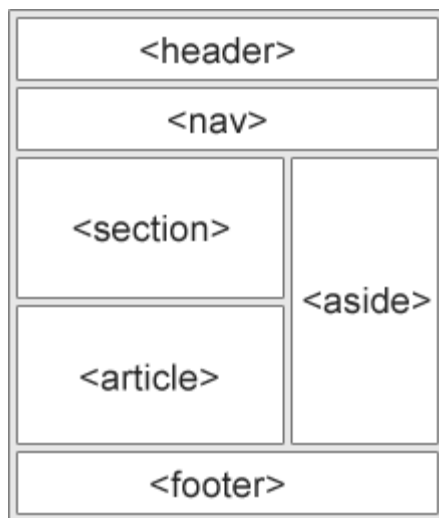 <header>
<nav>
<section>
<aside>
<article>
<footer>